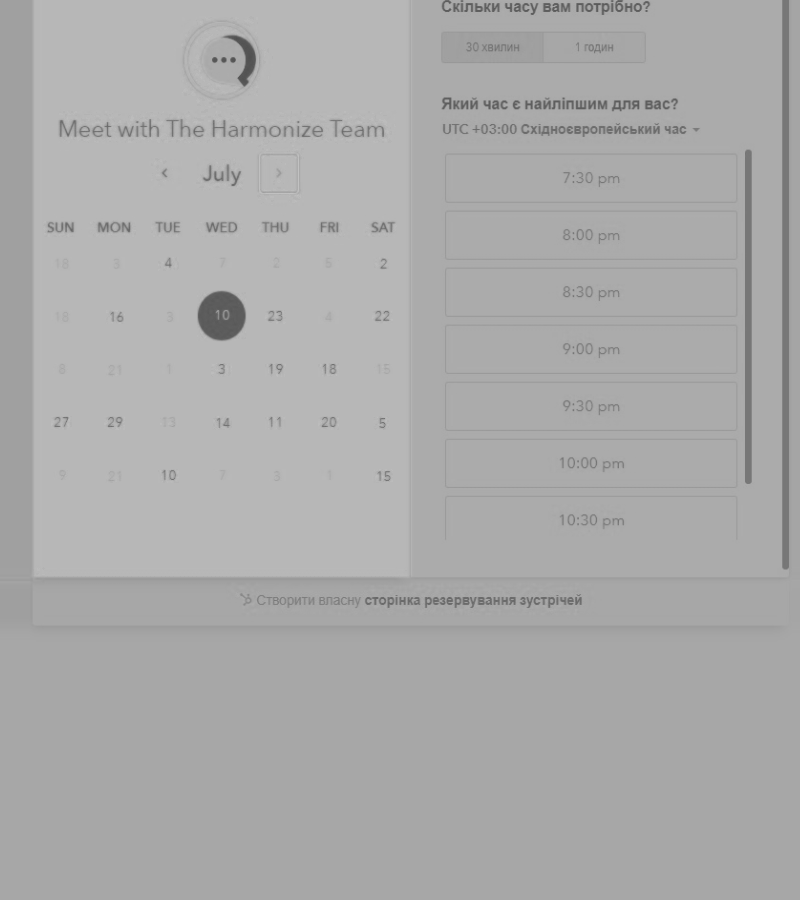 Скільки часу вам потрібно?
30 хвилин 1 годин
Meet with The Harmonize Team
July
SUN MON TUE WED THU FRI SAT
18 3 4 7 2 5 2
18 16 3 10 23 4 22
8 21 1 3 19 18 15
27 29 13 14 11 20 5
9 21 10 7 3 1 15
Який час є найліпшим для вас?
UTC +03:00 Східноєвропейський час
7:30 pm
8:00 pm
8:30 pm
9:00 pm
9:30 pm
10:00 pm
10:30 pm
Створити власну сторінка резервування зустрічей